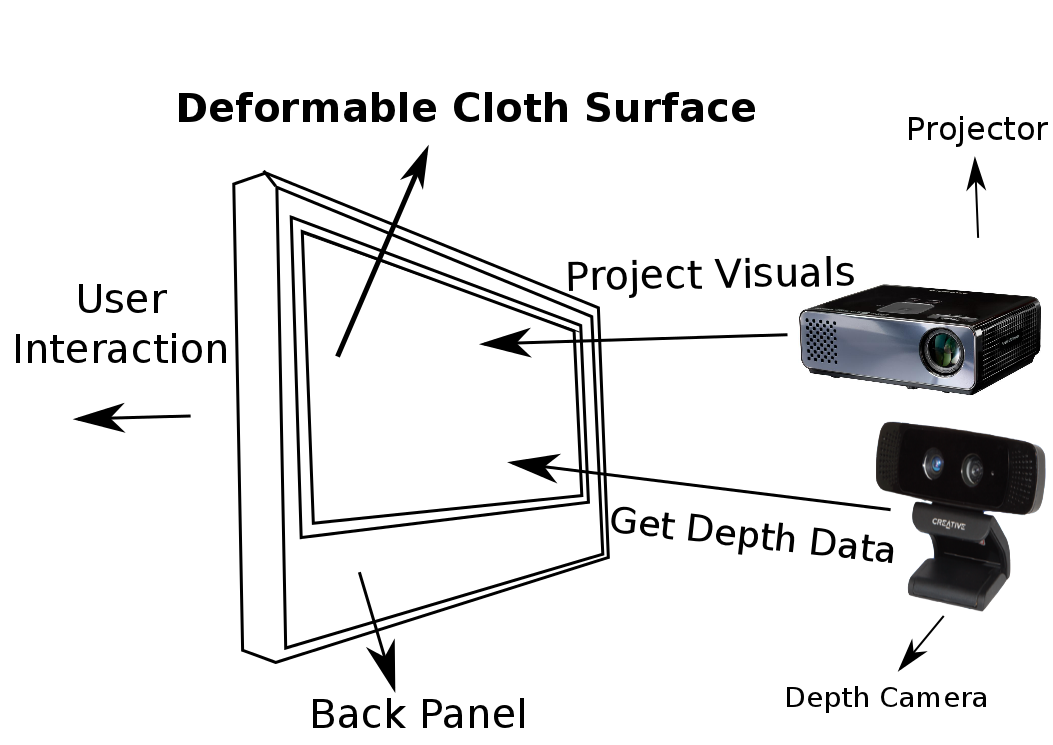 Deformable Cloth Surface
Projector
Project Visuals
User
Interaction
Get Depth Data
CREATIVE
Depth Camera
Back Panel